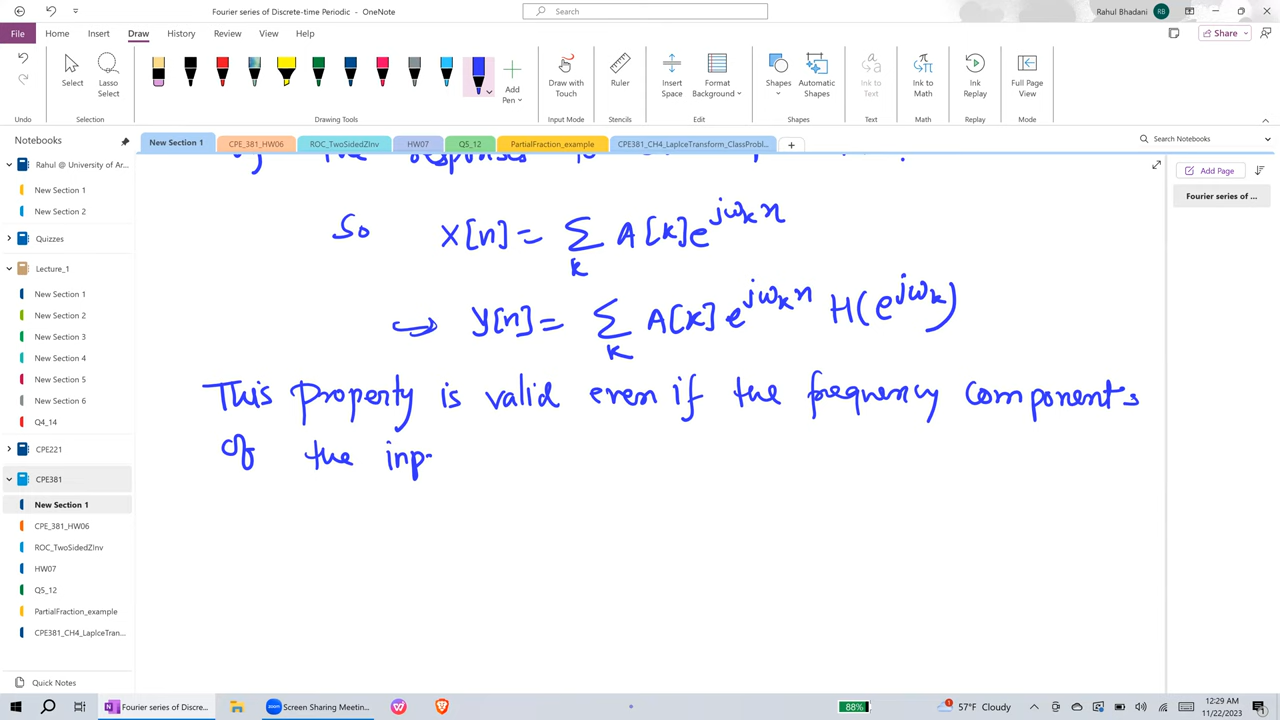 Fourier series of Discrete-time Periodic - OneNote
Search
Rahul Bhadani
RB
File Home Insert Draw History Review View Help
Share
Select
Lasso Select
Add Pen
Draw with Touch
Ruler
Insert Space
Format Background
Shapes
Automatic Shapes
Ink to Text
Ink to Math
Ink Replay
Full Page View
Undo
Selection
Drawing Tools
Input Mode
Stencils
Edit
Shapes
Text
Math
Replay
Mode
Notebooks
New Section 1 CPE_381_HW06 ROC_TwoSidedZInv HW07 Q5_12 PartialFraction_example CPE381_CH4_LaplceTransform_ClassProbl...
Search Notebooks
Rahul @ University of Ar...
New Section 1
New Section 2
Quizzes
Lecture_1
New Section 1
New Section 2
New Section 3
New Section 4
New Section 5
New Section 6
Q4_14
CPE221
CPE381
New Section 1
CPE_381_HW06
ROC_TwoSidedZInv
HW07
Q5_12
PartialFraction_example
CPE381_CH4_LaplceTran...
Quick Notes
the responses to
So X[n] = ∑_k A[k] e^{jω_k n}
↪ Y[n] = ∑_k A[k] e^{jω_k n} H(e^{jω_k})
This property is valid even if the frequency components
of the inp
Add Page
Fourier series of ...
Fourier series of Discre...
Screen Sharing Meetin...
88%
57°F Cloudy
12:29 AM
11/22/2023